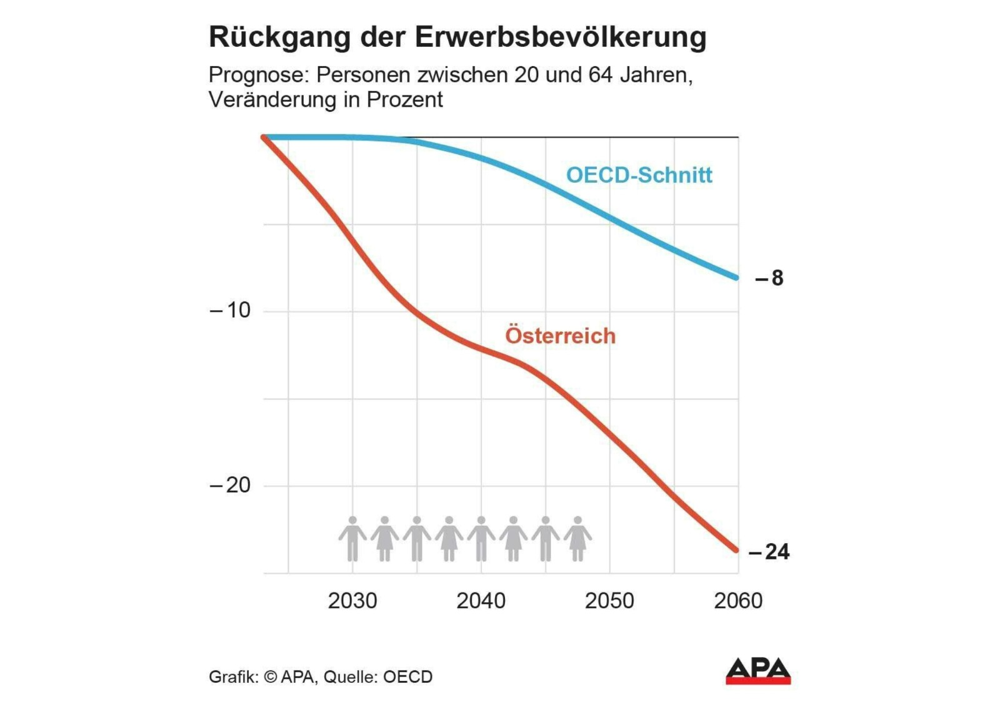 Rückgang der Erwerbsbevölkerung
Prognose: Personen zwischen 20 und 64 Jahren,
Veränderung in Prozent
OECD-Schnitt
– 8
– 10
Österreich
– 20
– 24
2030 2040 2050 2060
Grafik: © APA, Quelle: OECD
APA